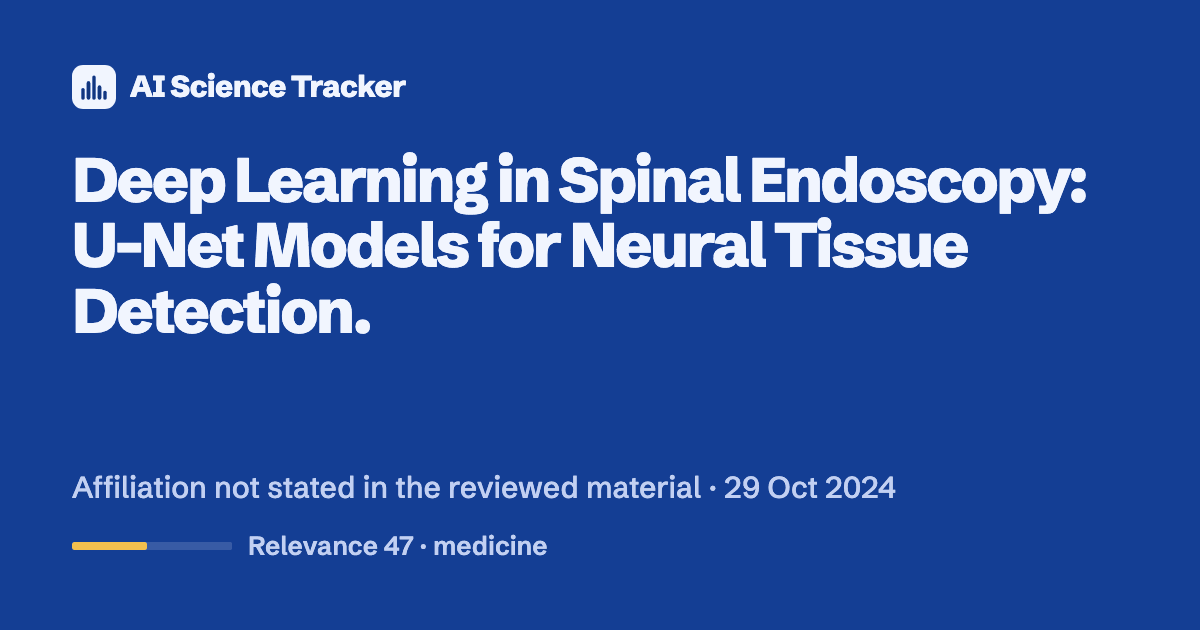 AI Science Tracker
Deep Learning in Spinal Endoscopy:
U-Net Models for Neural Tissue
Detection.
Affiliation not stated in the reviewed material · 29 Oct 2024
Relevance 47 · medicine